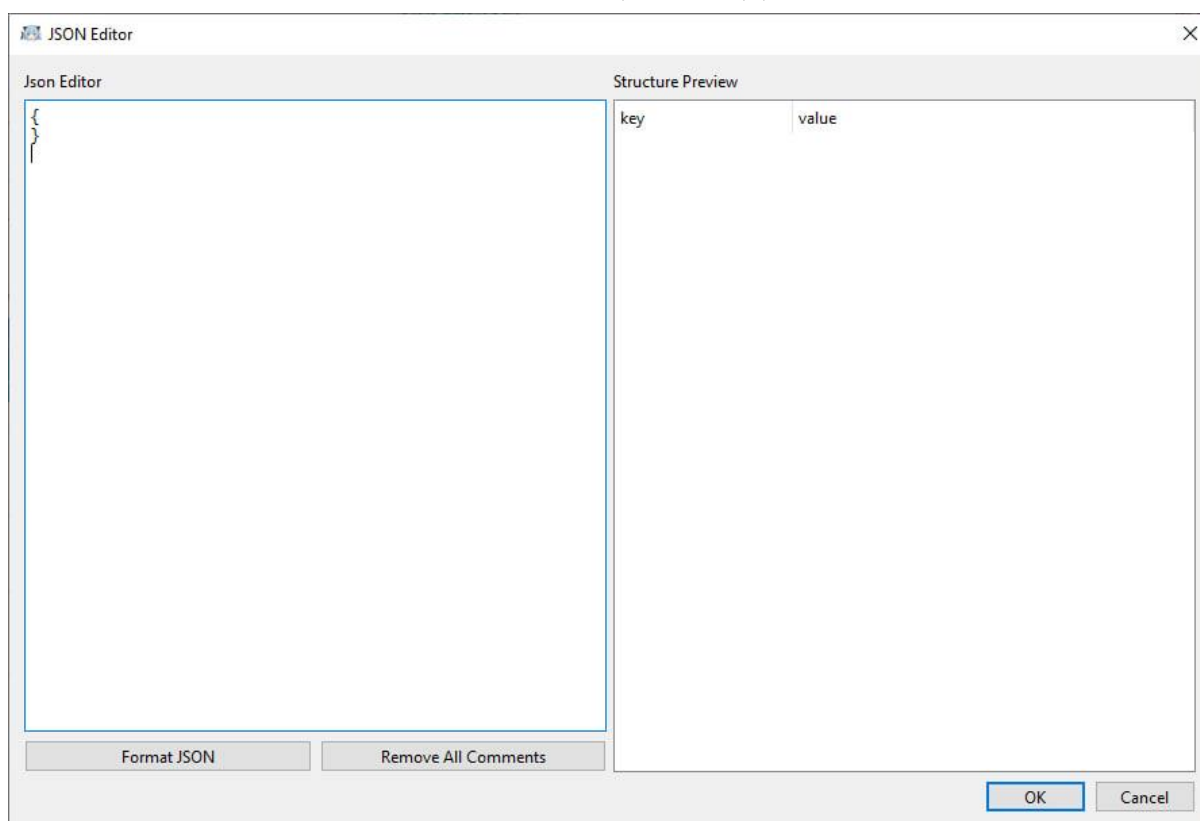 JSON Editor
Json Editor
Structure Preview
{
}
key value
Format JSON Remove All Comments
OK Cancel